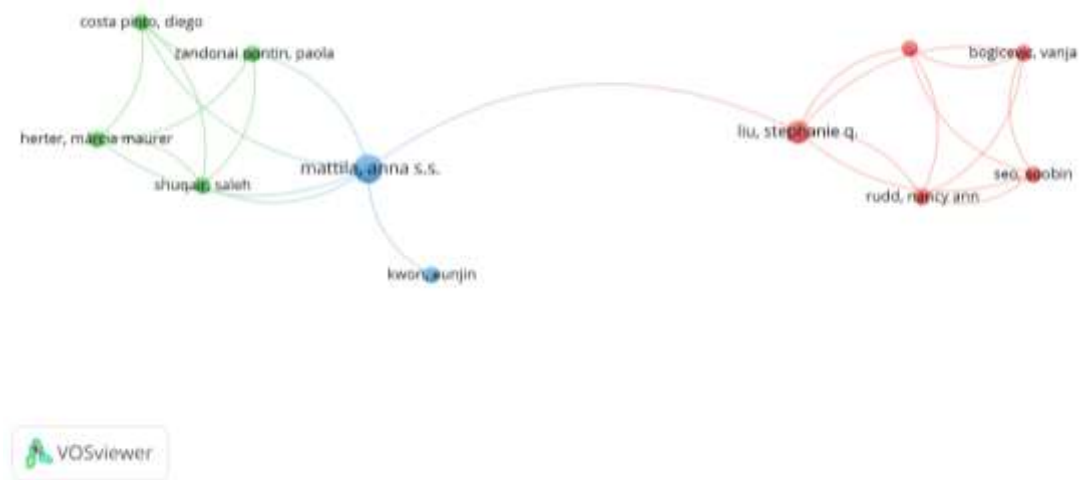 costa pinto, diego
zandonai pontin, paola
bogicevic, vanja
herter, márcia maurer
liu, stephanie q.
mattila, anna s.s.
shuqair, saleh
seo, soobin
rudd, nancy ann
kwon, eunjin
VOSviewer